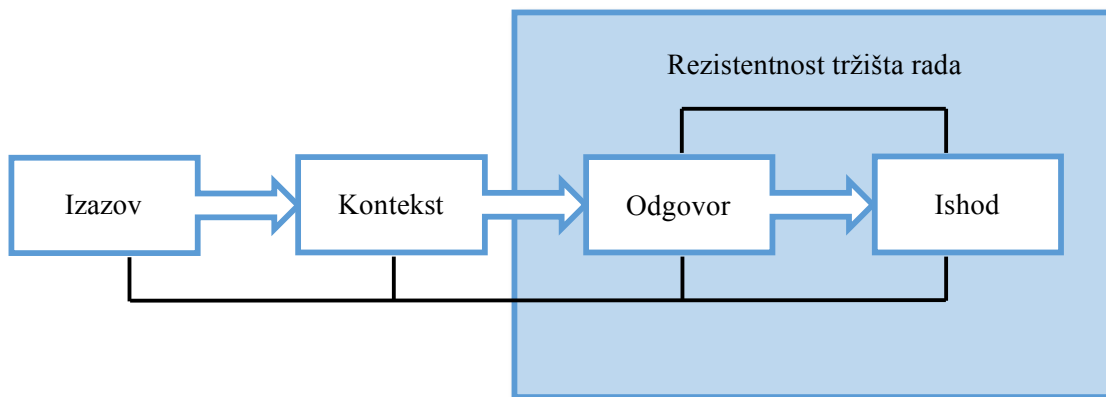 Rezistentnost tržišta rada
Izazov
Kontekst
Odgovor
Ishod